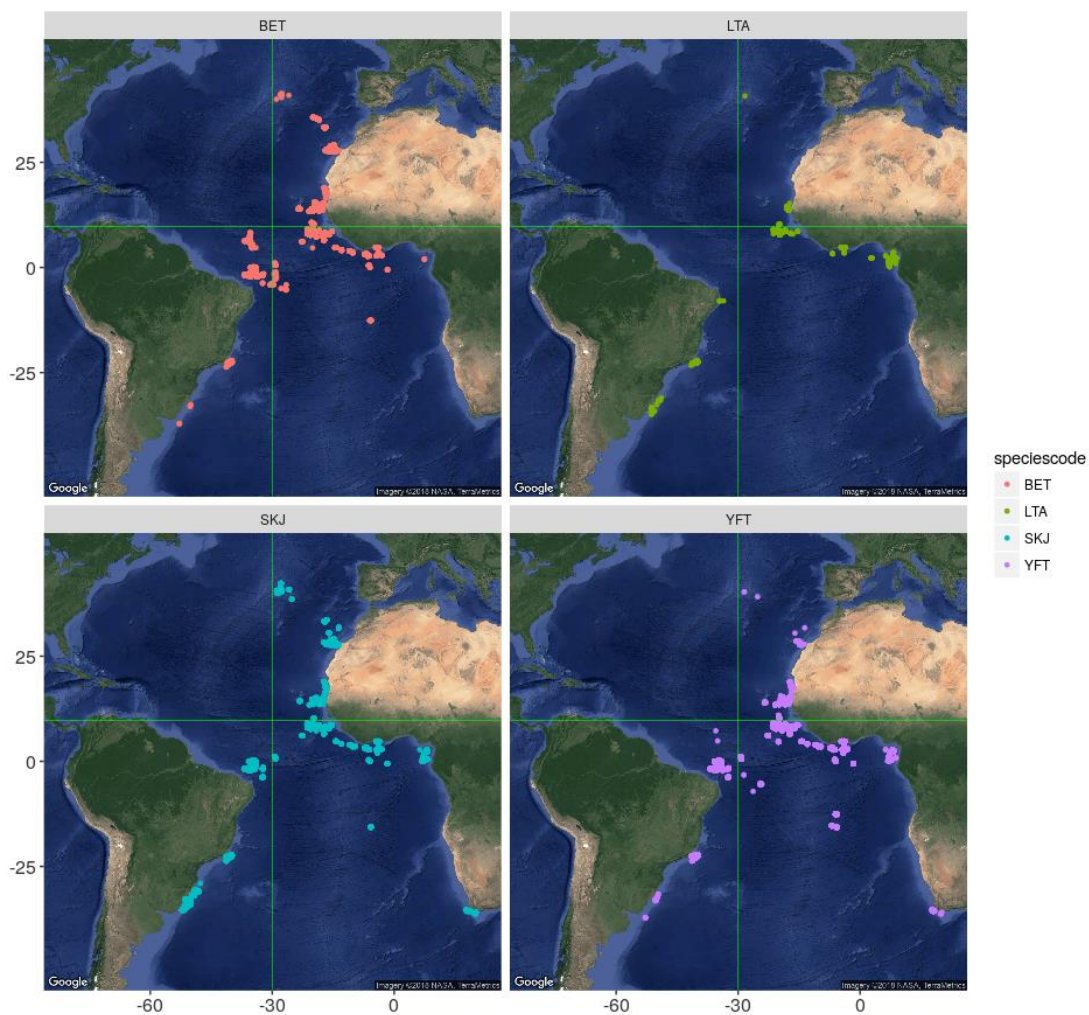 BET
LTA
25
0
-25
Google
Imagery ©2018 NASA, TerraMetrics
Google
Imagery ©2018 NASA, TerraMetrics
speciescode
BET
LTA
SKJ
YFT
SKJ
YFT
25
0
-25
Google
Imagery ©2018 NASA, TerraMetrics
Google
Imagery ©2018 NASA, TerraMetrics
-60
-30
0
-60
-30
0